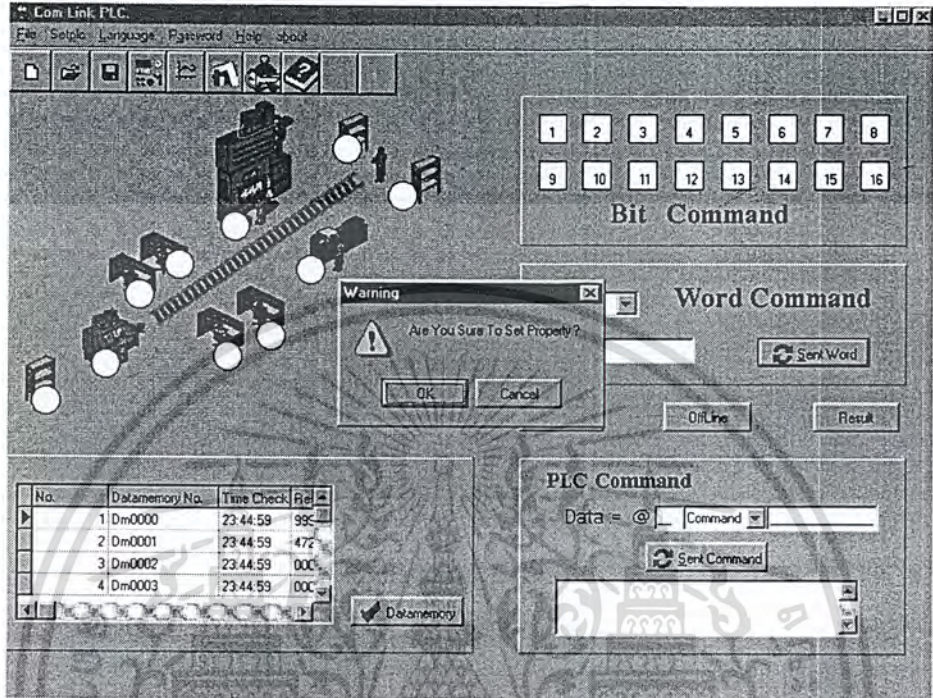 Com Link PLC.
File Setplc Language Password Help about
1 2 3 4 5 6 7 8
9 10 11 12 13 14 15 16
Bit Command
Warning
Are You Sure To Set Property ?
OK Cancel
Word Command
Sent Word
OffLine Result
No. Datamemory No. Time Check
1 Dm0000 23:44:59
2 Dm0001 23:44:59 472
3 Dm0002 23:44:59
4 Dm0003 23:44:59
Datamemory
PLC Command
Data = @ __ Command
Sent Command